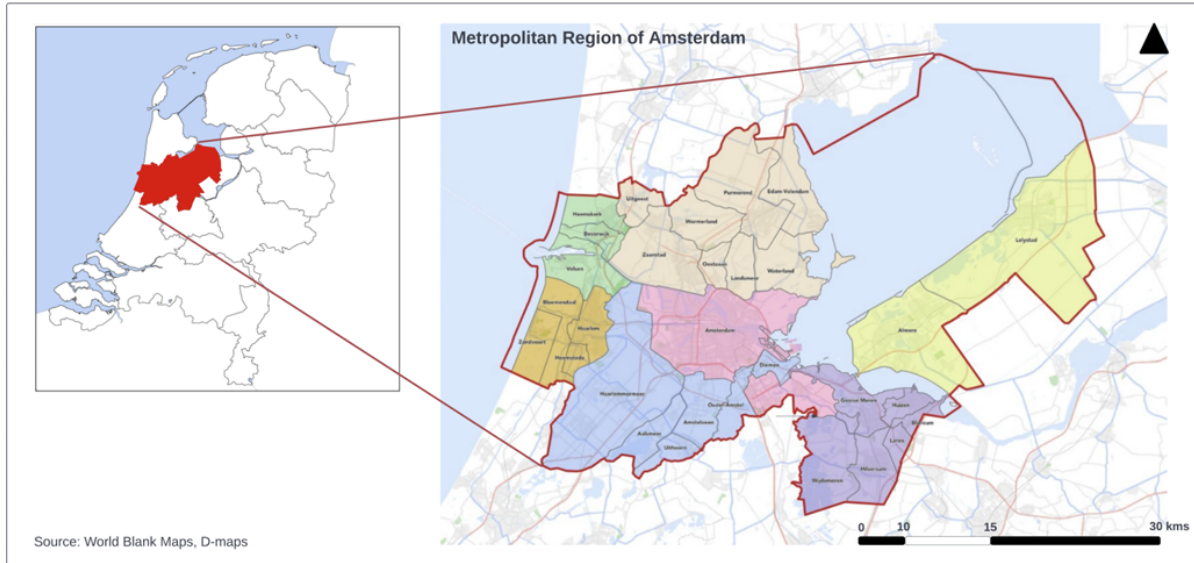 Metropolitan Region of Amsterdam
Uitgeest
Purmerend
Edam-Volendam
Heemskerk
Wormerland
Beverwijk
Zaanstad
Oostzaan
Landsmeer
Waterland
Velsen
Lelystad
Bloemendaal
Haarlem
Zandvoort
Heemstede
Amsterdam
Almere
Diemen
Haarlemmermeer
Ouder-Amstel
Gooise Meren
Huizen
Blaricum
Amstelveen
Aalsmeer
Uithoorn
Laren
Hilversum
Wijdemeren
0 10 15 30 kms
Source: World Blank Maps, D-maps